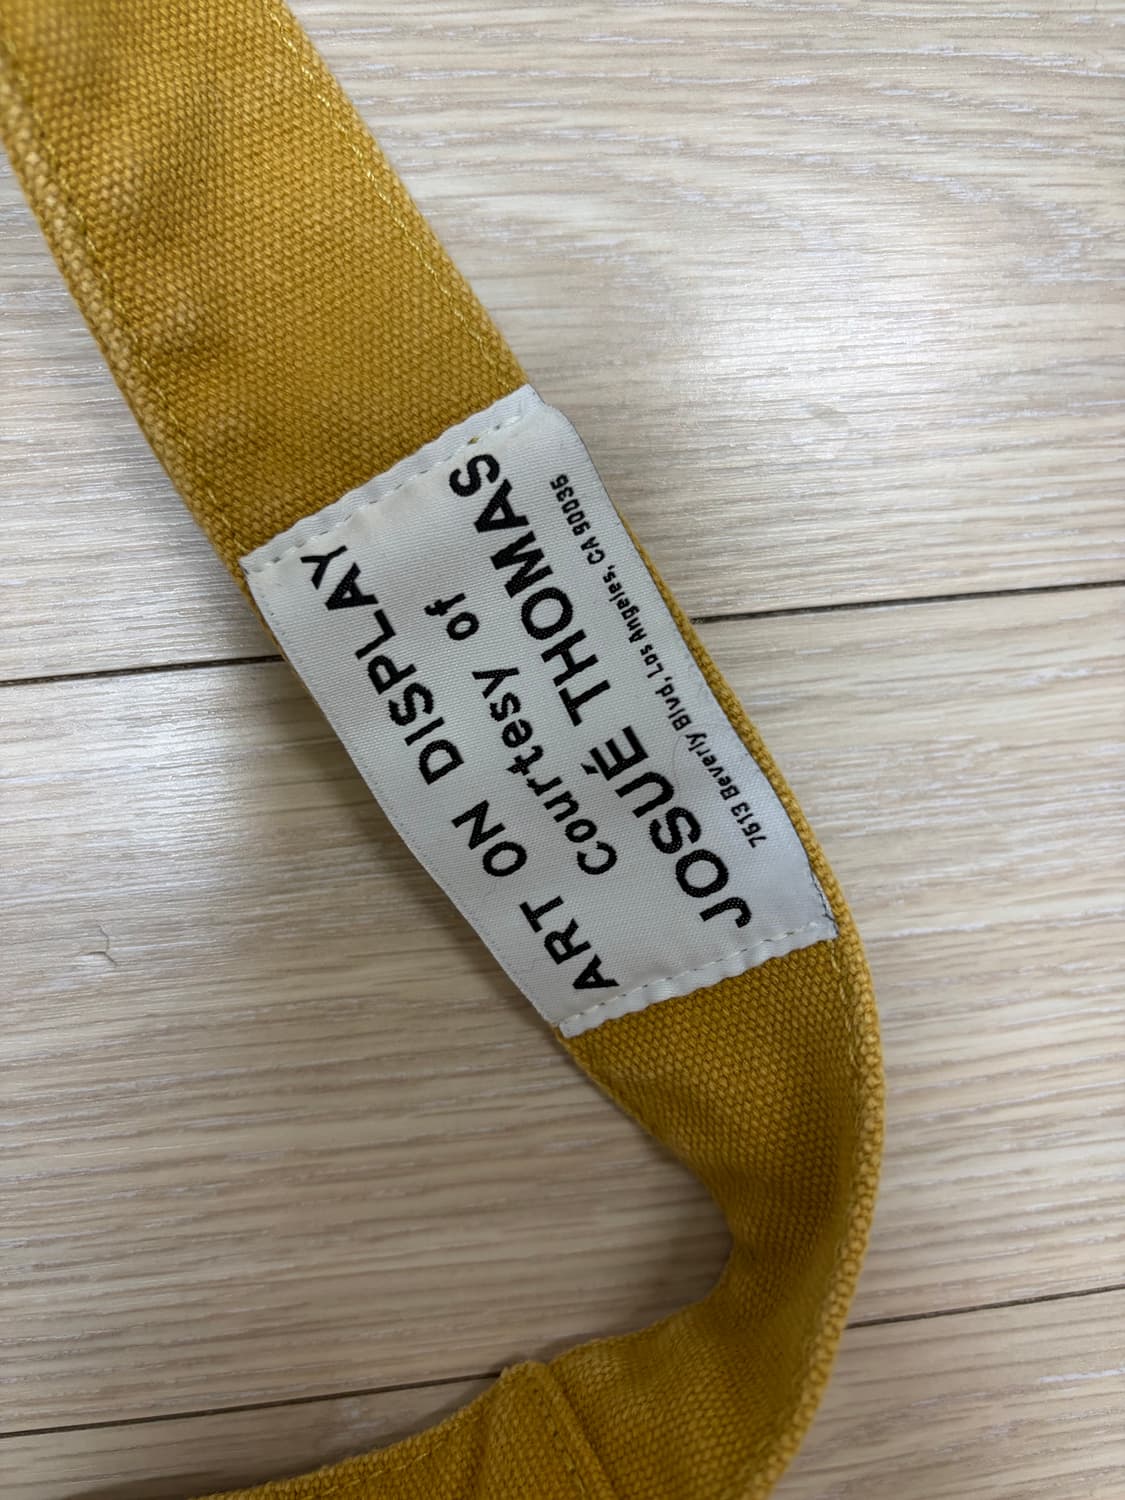 ART ON DISPLAY
Courtesy of
JOSUÉ THOMAS
7613 Beverly Blvd, Los Angeles, CA 90036